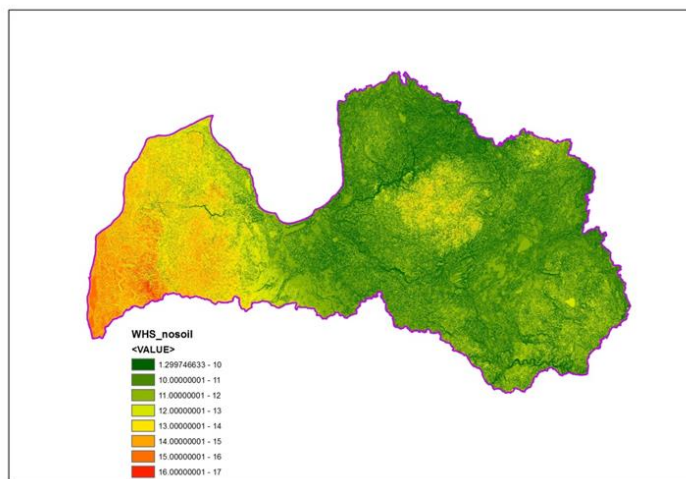 WHS_nosoil
<VALUE>
1.299746633 - 10
10.00000001 - 11
11.00000001 - 12
12.00000001 - 13
13.00000001 - 14
14.00000001 - 15
15.00000001 - 16
16.00000001 - 17